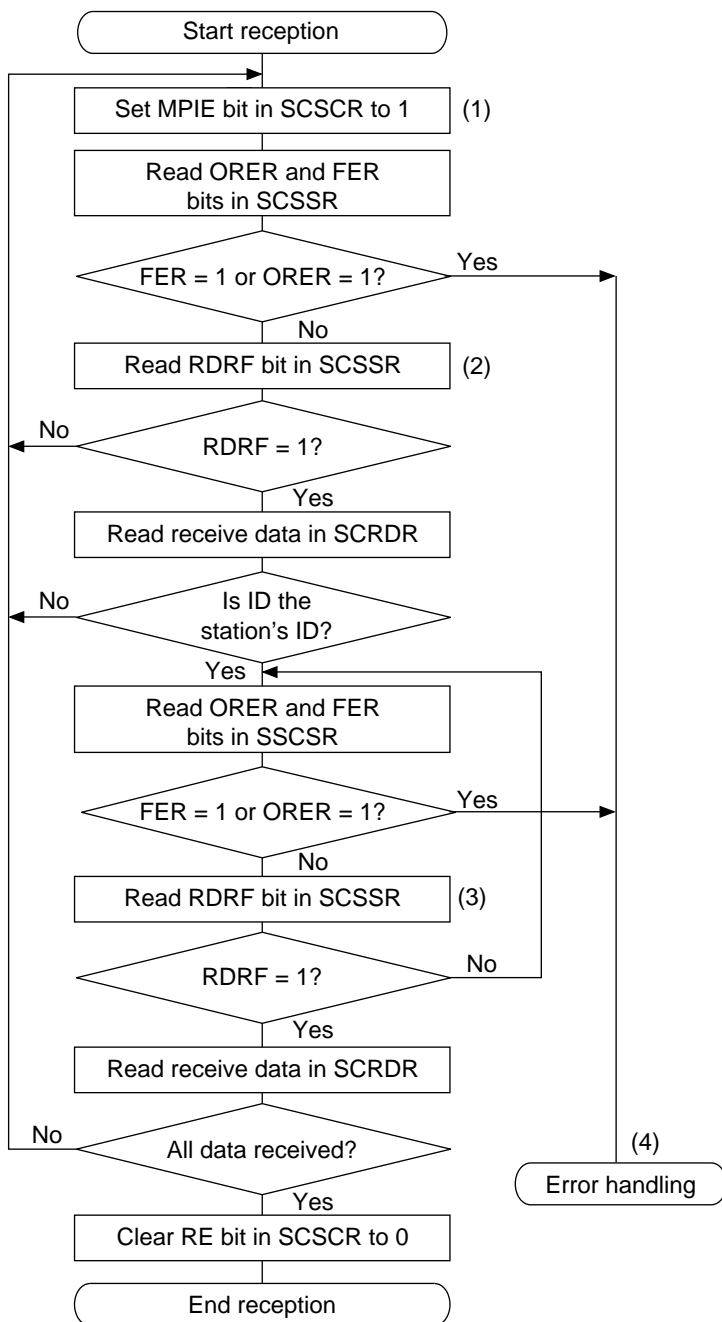 Start reception
Set MPIE bit in SCSCR to 1
(1)
Read ORER and FER
bits in SCSSR
FER = 1 or ORER = 1?
Yes
No
Read RDRF bit in SCSSR
(2)
No
RDRF = 1?
Yes
Read receive data in SCRDR
No
Is ID the
station's ID?
Yes
Read ORER and FER
bits in SSCSR
FER = 1 or ORER = 1?
Yes
No
Read RDRF bit in SCSSR
(3)
RDRF = 1?
No
Yes
Read receive data in SCRDR
No
All data received?
(4)
Error handling
Yes
Clear RE bit in SCSCR to 0
End reception